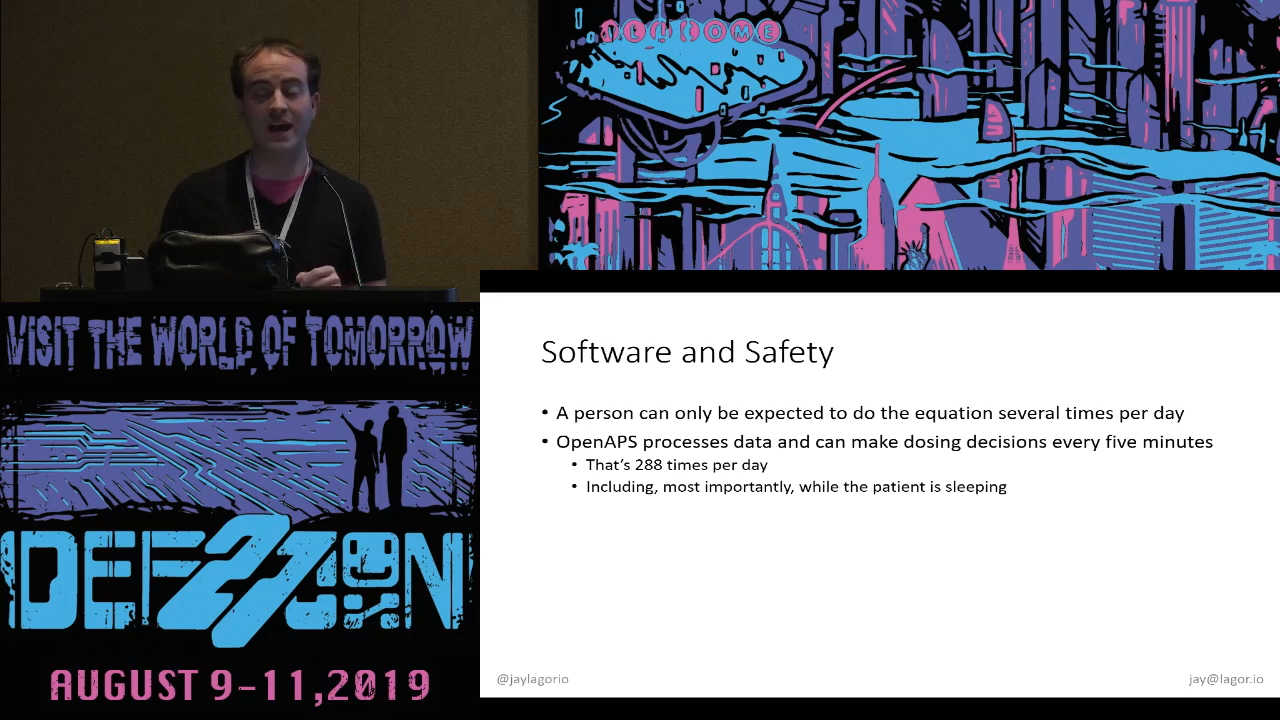 WELCOME
VISIT THE WORLD OF TOMORROW
DEF CON 27
AUGUST 9-11,2019
Software and Safety
• A person can only be expected to do the equation several times per day
• OpenAPS processes data and can make dosing decisions every five minutes
• That's 288 times per day
• Including, most importantly, while the patient is sleeping
@jaylagorio
jay@lagor.io